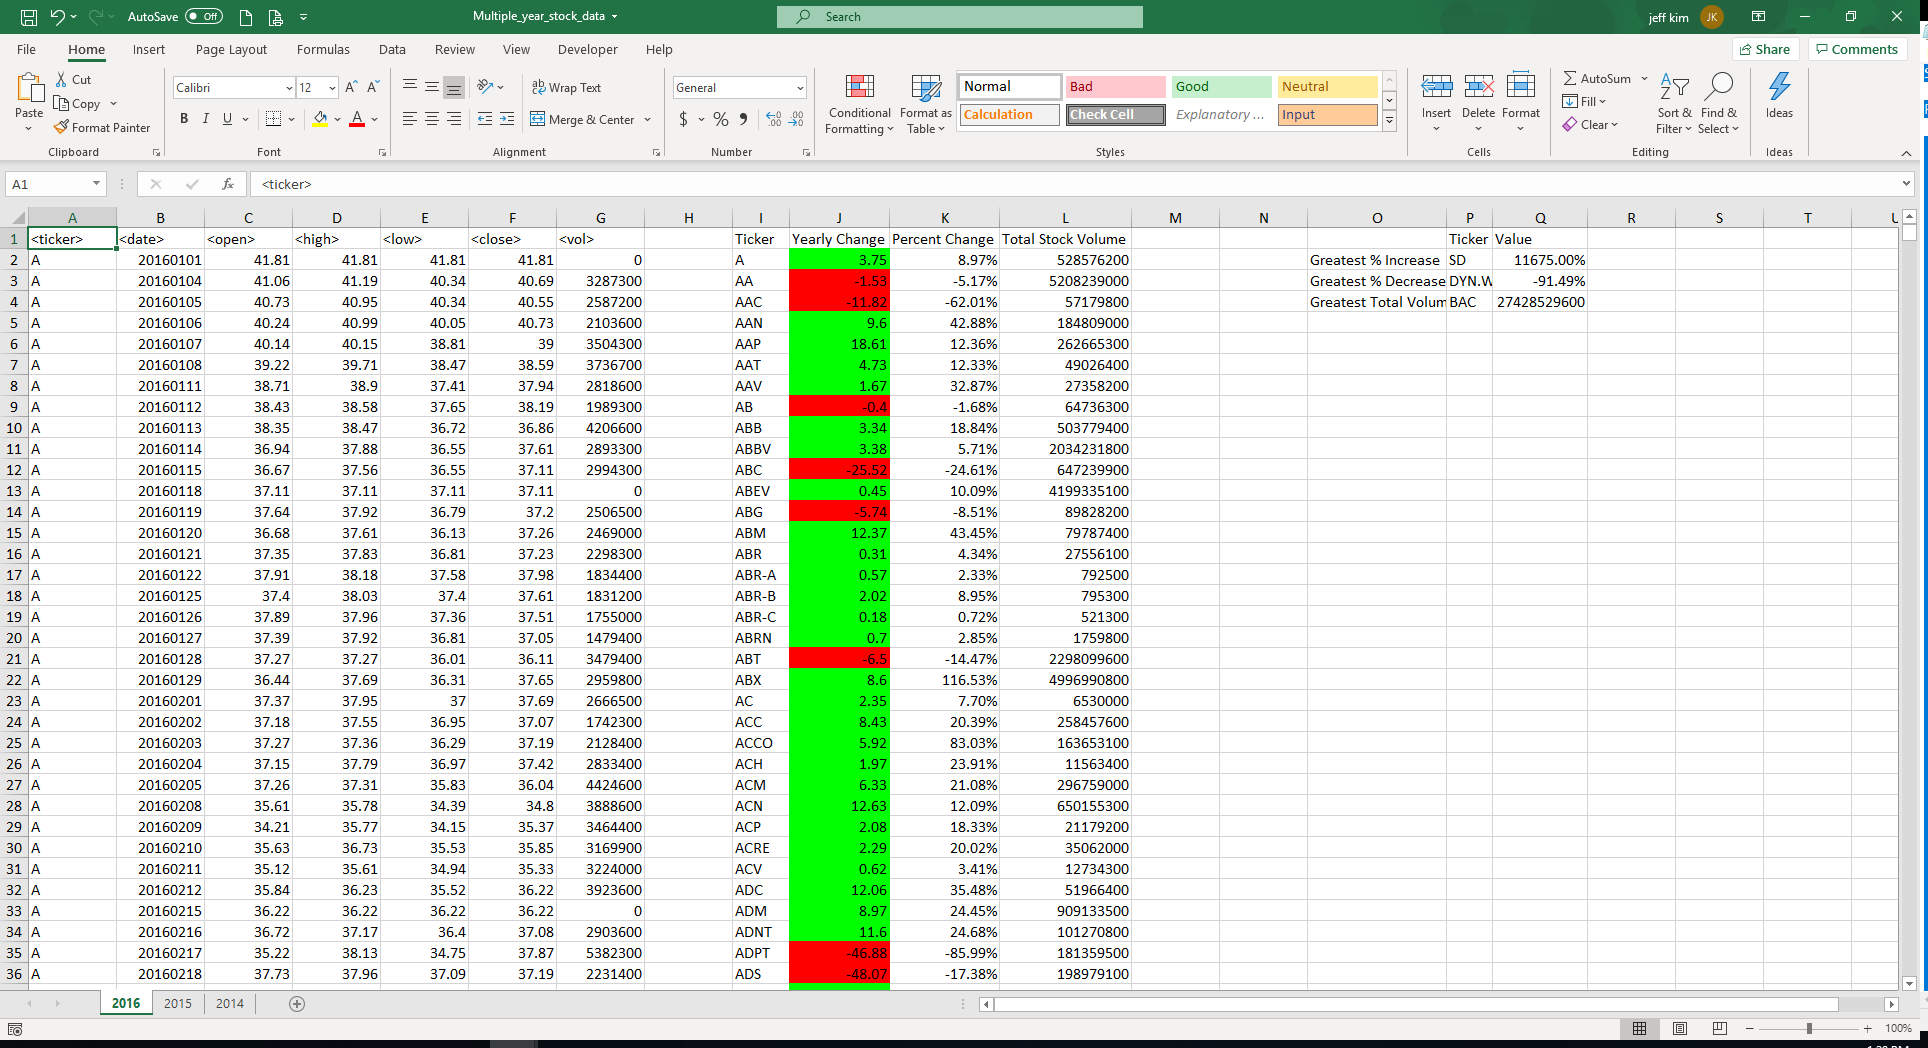 AutoSave Off Multiple_year_stock_data Search jeff kim JK
File Home Insert Page Layout Formulas Data Review View Developer Help Share Comments
Paste Cut Copy Format Painter Clipboard
Calibri 12 A A B I U A Font
Wrap Text Merge & Center Alignment
General $ % Number
Conditional Formatting Format as Table
Normal Bad Good Neutral
Calculation Check Cell Explanatory ... Input
Styles
Insert Delete Format Cells
AutoSum Fill Clear Sort & Filter Find & Select Editing
Ideas Ideas
A1 fx <ticker>
A B C D E F G H I J K L M N O P Q R S T U
1 <ticker> <date> <open> <high> <low> <close> <vol> Ticker Yearly Change Percent Change Total Stock Volume Ticker Value
2 A 20160101 41.81 41.81 41.81 41.81 0 A 3.75 8.97% 528576200 Greatest % Increase SD 11675.00%
3 A 20160104 41.06 41.19 40.34 40.69 3287300 AA -1.53 -5.17% 5208239000 Greatest % Decrease DYN.W -91.49%
4 A 20160105 40.73 40.95 40.34 40.55 2587200 AAC -11.82 -62.01% 57179800 Greatest Total Volum BAC 27428529600
5 A 20160106 40.24 40.99 40.05 40.73 2103600 AAN 9.6 42.88% 184809000
6 A 20160107 40.14 40.15 38.81 39 3504300 AAP 18.61 12.36% 262665300
7 A 20160108 39.22 39.71 38.47 38.59 3736700 AAT 4.73 12.33% 49026400
8 A 20160111 38.71 38.9 37.41 37.94 2818600 AAV 1.67 32.87% 27358200
9 A 20160112 38.43 38.58 37.65 38.19 1989300 AB -0.4 -1.68% 64736300
10 A 20160113 38.35 38.47 36.72 36.86 4206600 ABB 3.34 18.84% 503779400
11 A 20160114 36.94 37.88 36.55 37.61 2893300 ABBV 3.38 5.71% 2034231800
12 A 20160115 36.67 37.56 36.55 37.11 2994300 ABC -25.52 -24.61% 647239900
13 A 20160118 37.11 37.11 37.11 37.11 0 ABEV 0.45 10.09% 4199335100
14 A 20160119 37.64 37.92 36.79 37.2 2506500 ABG -5.74 -8.51% 89828200
15 A 20160120 36.68 37.61 36.13 37.26 2469000 ABM 12.37 43.45% 79787400
16 A 20160121 37.35 37.83 36.81 37.23 2298300 ABR 0.31 4.34% 27556100
17 A 20160122 37.91 38.18 37.58 37.98 1834400 ABR-A 0.57 2.33% 792500
18 A 20160125 37.4 38.03 37.4 37.61 1831200 ABR-B 2.02 8.95% 795300
19 A 20160126 37.89 37.96 37.36 37.51 1755000 ABR-C 0.18 0.72% 521300
20 A 20160127 37.39 37.92 36.81 37.05 1479400 ABRN 0.7 2.85% 1759800
21 A 20160128 37.27 37.27 36.01 36.11 3479400 ABT -6.5 -14.47% 2298099600
22 A 20160129 36.44 37.69 36.31 37.65 2959800 ABX 8.6 116.53% 4996990800
23 A 20160201 37.37 37.95 37 37.69 2666500 AC 2.35 7.70% 6530000
24 A 20160202 37.18 37.55 36.95 37.07 1742300 ACC 8.43 20.39% 258457600
25 A 20160203 37.27 37.36 36.29 37.19 2128400 ACCO 5.92 83.03% 163653100
26 A 20160204 37.15 37.79 36.97 37.42 2833400 ACH 1.97 23.91% 11563400
27 A 20160205 37.26 37.31 35.83 36.04 4424600 ACM 6.33 21.08% 296759000
28 A 20160208 35.61 35.78 34.39 34.8 3888600 ACN 12.63 12.09% 650155300
29 A 20160209 34.21 35.77 34.15 35.37 3464400 ACP 2.08 18.33% 21179200
30 A 20160210 35.63 36.73 35.53 35.85 3169900 ACRE 2.29 20.02% 35062000
31 A 20160211 35.12 35.61 34.94 35.33 3224000 ACV 0.62 3.41% 12734300
32 A 20160212 35.84 36.23 35.52 36.22 3923600 ADC 12.06 35.48% 51966400
33 A 20160215 36.22 36.22 36.22 36.22 0 ADM 8.97 24.45% 909133500
34 A 20160216 36.72 37.17 36.4 37.08 2903600 ADNT 11.6 24.68% 101270800
35 A 20160217 35.22 38.13 34.75 37.87 5382300 ADPT -46.88 -85.99% 181359500
36 A 20160218 37.73 37.96 37.09 37.19 2231400 ADS -48.07 -17.38% 198979100
2016 2015 2014
100%